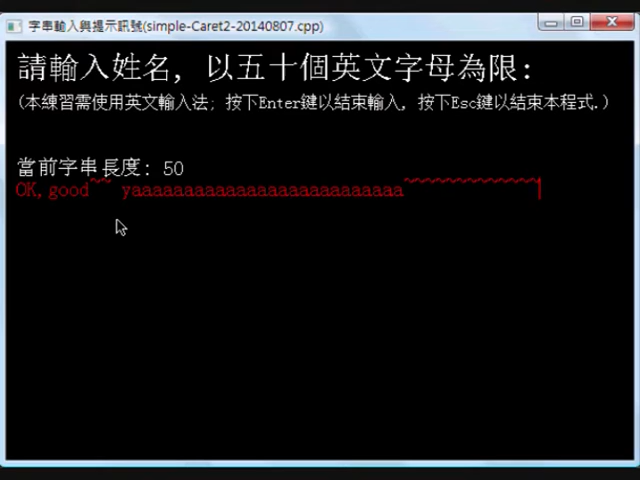 字串輸入與提示訊號(simple-Caret2-20140807.cpp)
請輸入姓名, 以五十個英文字母為限:
(本練習需使用英文輸入法; 按下Enter鍵以結束輸入, 按下Esc鍵以結束本程式.)
當前字串長度: 50
OK,good~~ yaaaaaaaaaaaaaaaaaaaaaaaaaa~~~~~~~~~~~~~